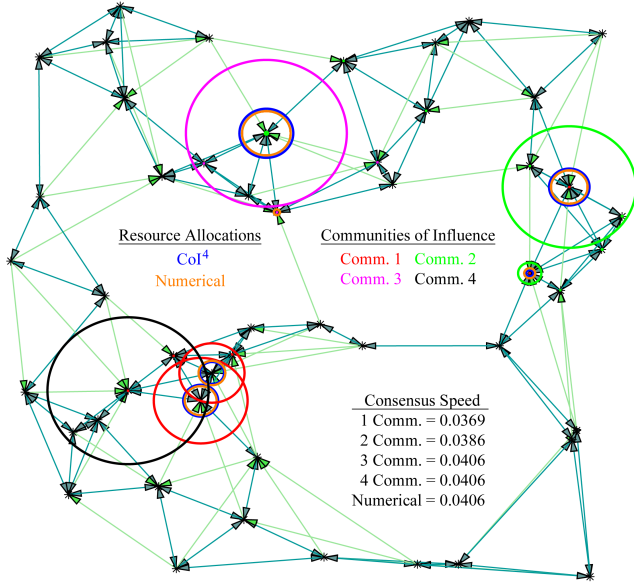 Resource Allocations
CoI⁴
Numerical
Communities of Influence
Comm. 1 Comm. 2
Comm. 3 Comm. 4
Consensus Speed
1 Comm. = 0.0369
2 Comm. = 0.0386
3 Comm. = 0.0406
4 Comm. = 0.0406
Numerical = 0.0406